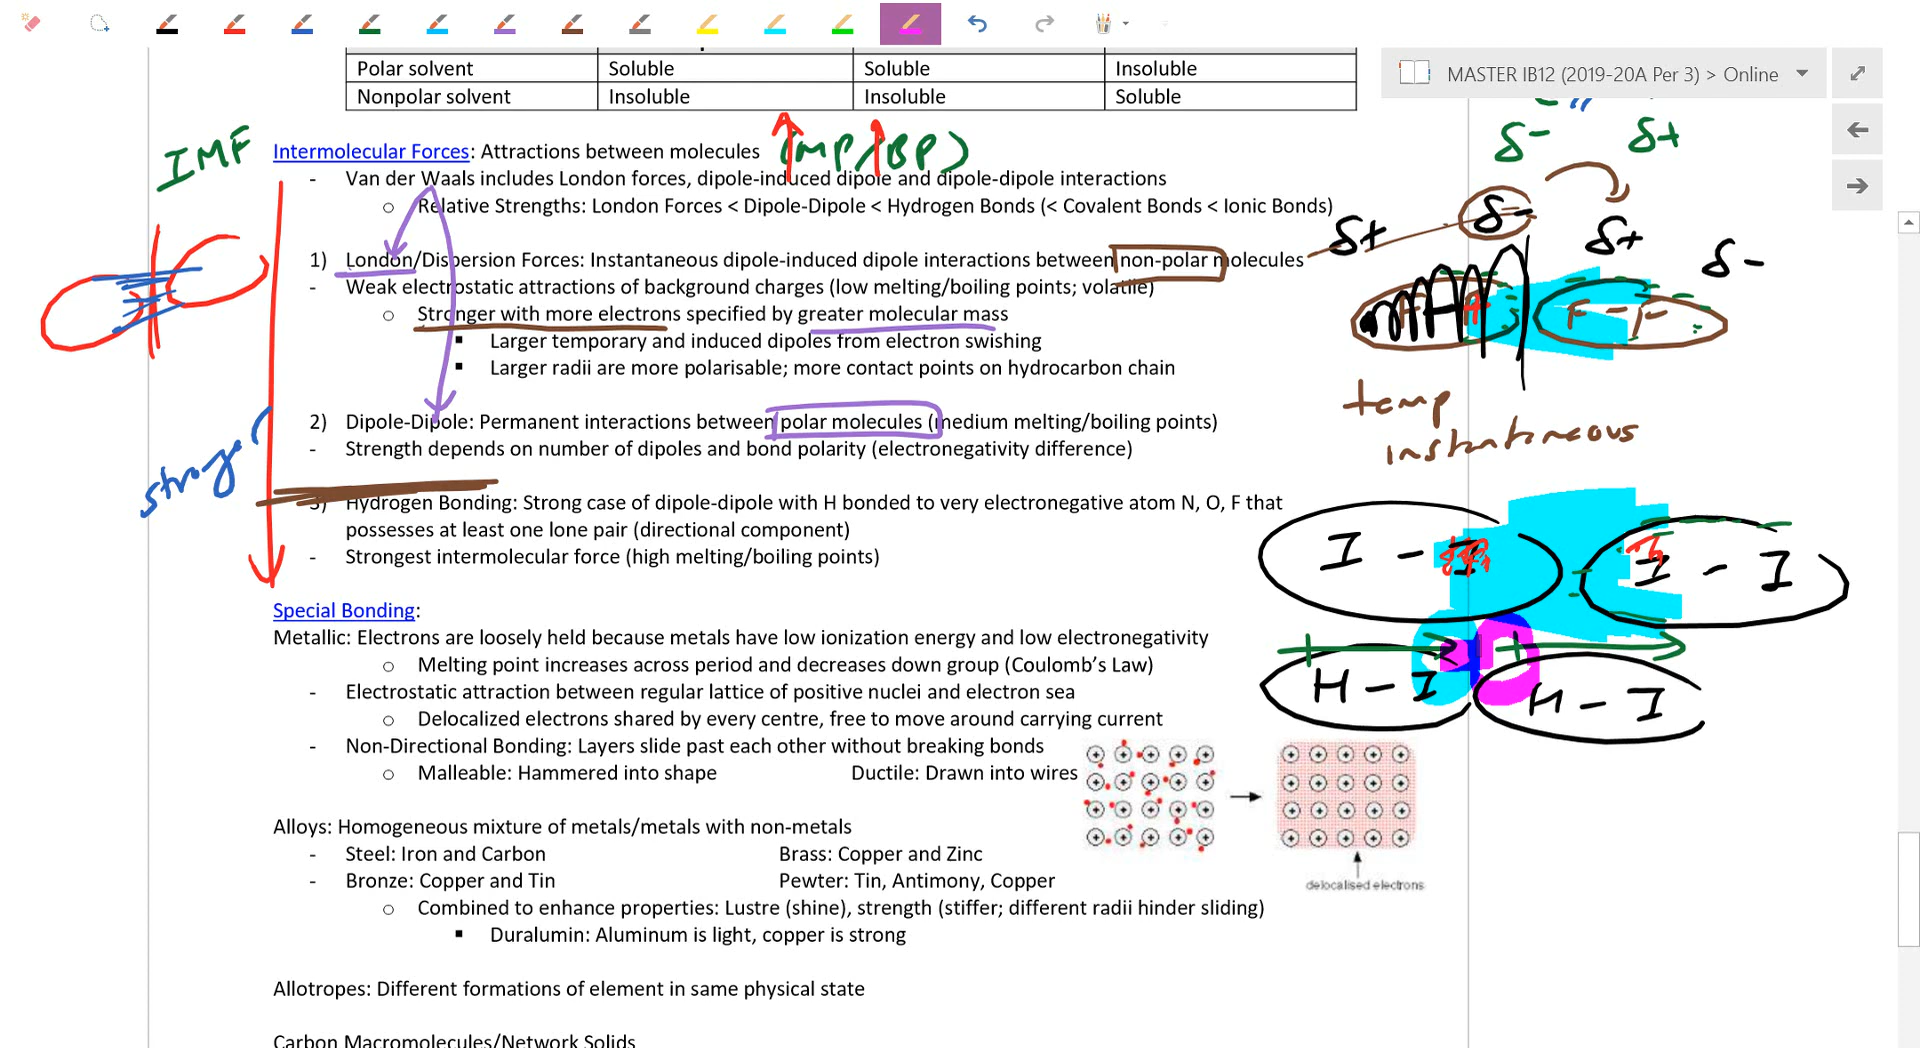 Polar solvent Soluble Soluble Insoluble
Nonpolar solvent Insoluble Insoluble Soluble
MASTER IB12 (2019-20A Per 3) > Online
δ- δ+
IMF
Intermolecular Forces: Attractions between molecules (MP/BP)
- Van der Waals includes London forces, dipole-induced dipole and dipole-dipole interactions
o Relative Strengths: London Forces < Dipole-Dipole < Hydrogen Bonds (< Covalent Bonds < Ionic Bonds)
δ+ δ- δ+ δ-
1) London/Dispersion Forces: Instantaneous dipole-induced dipole interactions between non-polar molecules
- Weak electrostatic attractions of background charges (low melting/boiling points; volatile)
o Stronger with more electrons specified by greater molecular mass
F - F
▪ Larger temporary and induced dipoles from electron swishing
▪ Larger radii are more polarisable; more contact points on hydrocarbon chain
temp
instantaneous
2) Dipole-Dipole: Permanent interactions between polar molecules (medium melting/boiling points)
- Strength depends on number of dipoles and bond polarity (electronegativity difference)
stronger
3) Hydrogen Bonding: Strong case of dipole-dipole with H bonded to very electronegative atom N, O, F that
possesses at least one lone pair (directional component)
- Strongest intermolecular force (high melting/boiling points)
I - I I - I
Special Bonding:
Metallic: Electrons are loosely held because metals have low ionization energy and low electronegativity
o Melting point increases across period and decreases down group (Coulomb's Law)
H - I H - I
- Electrostatic attraction between regular lattice of positive nuclei and electron sea
o Delocalized electrons shared by every centre, free to move around carrying current
- Non-Directional Bonding: Layers slide past each other without breaking bonds
o Malleable: Hammered into shape Ductile: Drawn into wires
delocalised electrons
Alloys: Homogeneous mixture of metals/metals with non-metals
- Steel: Iron and Carbon Brass: Copper and Zinc
- Bronze: Copper and Tin Pewter: Tin, Antimony, Copper
o Combined to enhance properties: Lustre (shine), strength (stiffer; different radii hinder sliding)
▪ Duralumin: Aluminum is light, copper is strong
Allotropes: Different formations of element in same physical state
Carbon Macromolecules/Network Solids